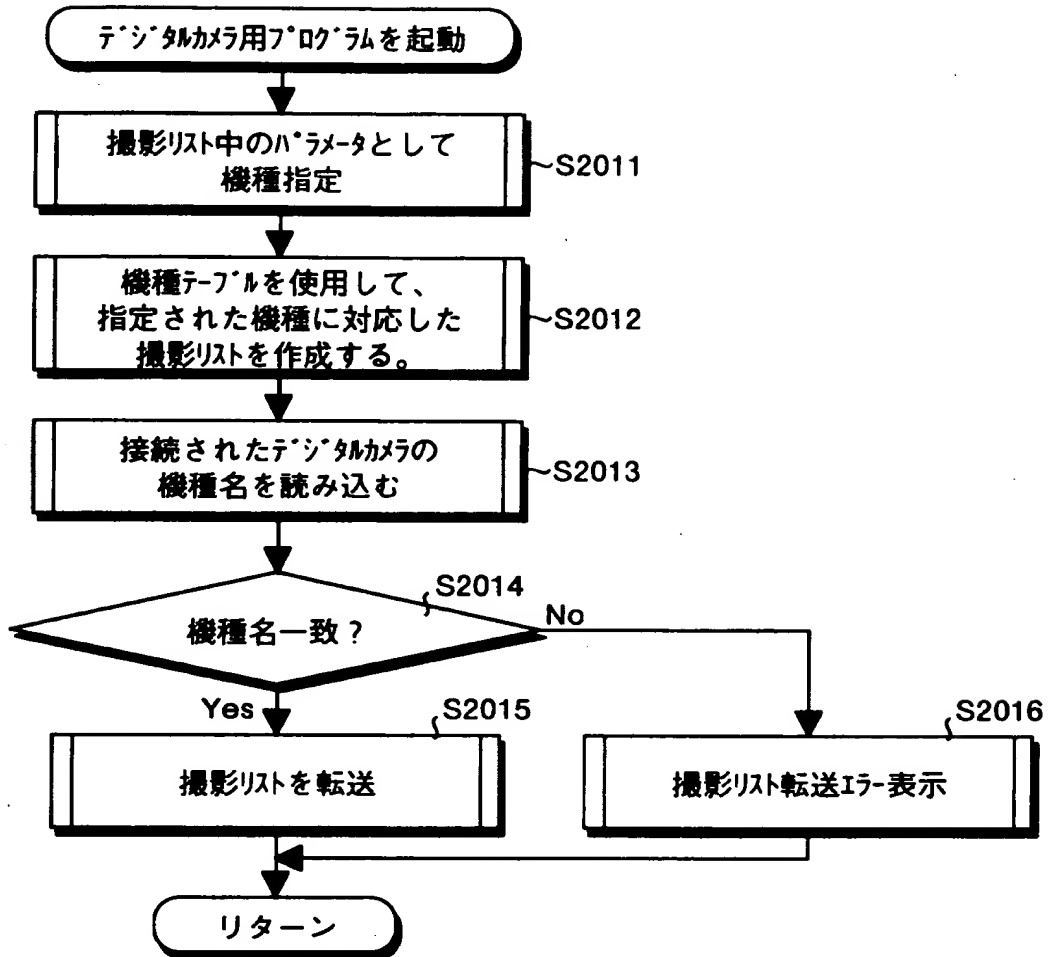 ﾃﾞｼﾞﾀﾙｶﾒﾗ用ﾌﾟﾛｸﾞﾗﾑを起動
撮影ﾘｽﾄ中のﾊﾟﾗﾒｰﾀとして
機種指定
S2011
機種ﾃｰﾌﾞﾙを使用して、
指定された機種に対応した
撮影ﾘｽﾄを作成する。
S2012
接続されたﾃﾞｼﾞﾀﾙｶﾒﾗの
機種名を読み込む
S2013
S2014
機種名一致？
No
Yes
S2015
撮影ﾘｽﾄを転送
S2016
撮影ﾘｽﾄ転送ｴﾗｰ表示
リターン